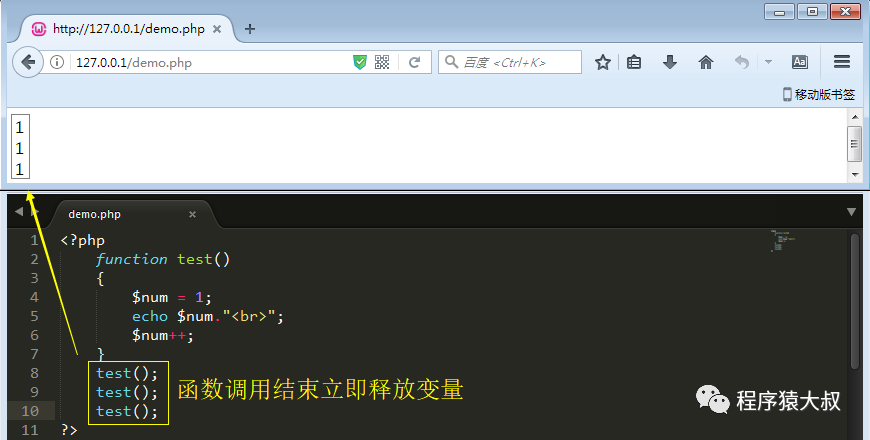 http://127.0.0.1/demo.php
127.0.0.1/demo.php
百度 <Ctrl+K>
Aa
移动版书签
1
1
1
demo.php
1 <?php
2 function test()
3 {
4 $num = 1;
5 echo $num."<br>";
6 $num++;
7 }
8 test();
9 test();
10 test();
11 ?>
函数调用结束立即释放变量
程序猿大叔